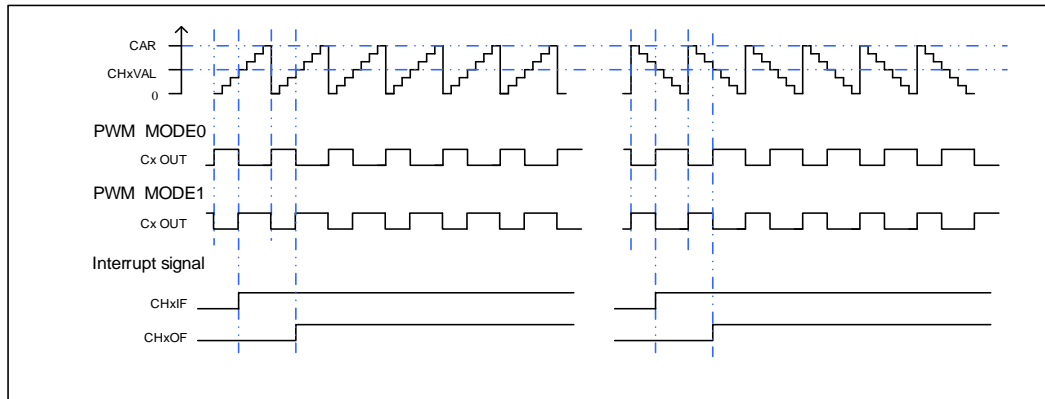 CAR
CHxVAL
0
PWM MODE0
Cx OUT
PWM MODE1
Cx OUT
Interrupt signal
CHxIF
CHxOF